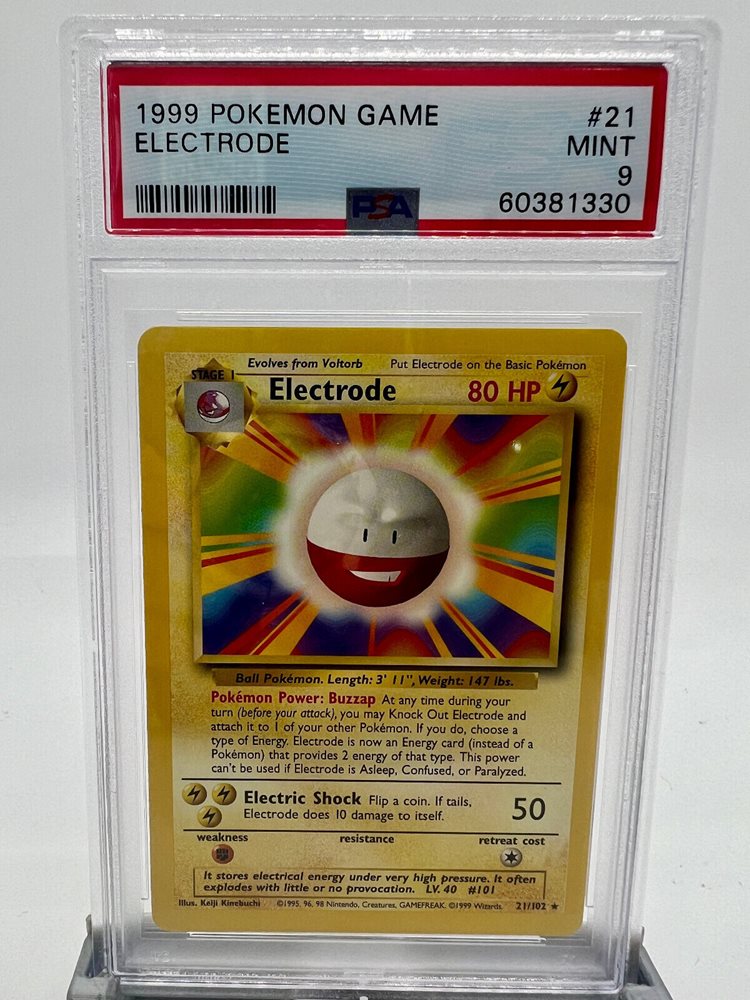 1999 POKEMON GAME #21
ELECTRODE MINT
9
PSA 60381330
Evolves from Voltorb Put Electrode on the Basic Pokémon
STAGE 1
Electrode 80 HP
Ball Pokémon. Length: 3' 11", Weight: 147 lbs.
Pokémon Power: Buzzap At any time during your
turn (before your attack), you may Knock Out Electrode and
attach it to 1 of your other Pokémon. If you do, choose a
type of Energy. Electrode is now an Energy card (instead of a
Pokémon) that provides 2 energy of that type. This power
can't be used if Electrode is Asleep, Confused, or Paralyzed.
Electric Shock Flip a coin. If tails,
Electrode does 10 damage to itself. 50
weakness resistance retreat cost
It stores electrical energy under very high pressure. It often
explodes with little or no provocation. LV. 40 #101
Illus. Keiji Kinebuchi ©1995, 96, 98 Nintendo, Creatures, GAMEFREAK. ©1999 Wizards. 21/102 ★